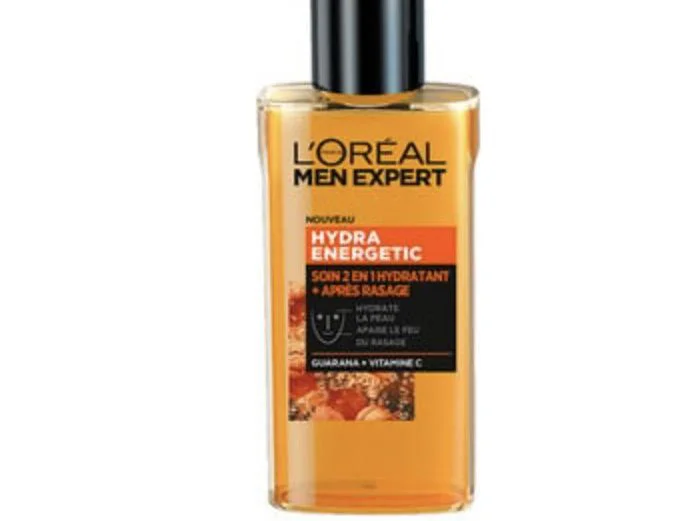 L'ORÉAL
MEN EXPERT
NOUVEAU
HYDRA
ENERGETIC
SOIN 2 EN 1 HYDRATANT
+ APRÈS RASAGE
HYDRATE
LA PEAU
APAISE LE FEU
DU RASAGE
GUARANA + VITAMINE C